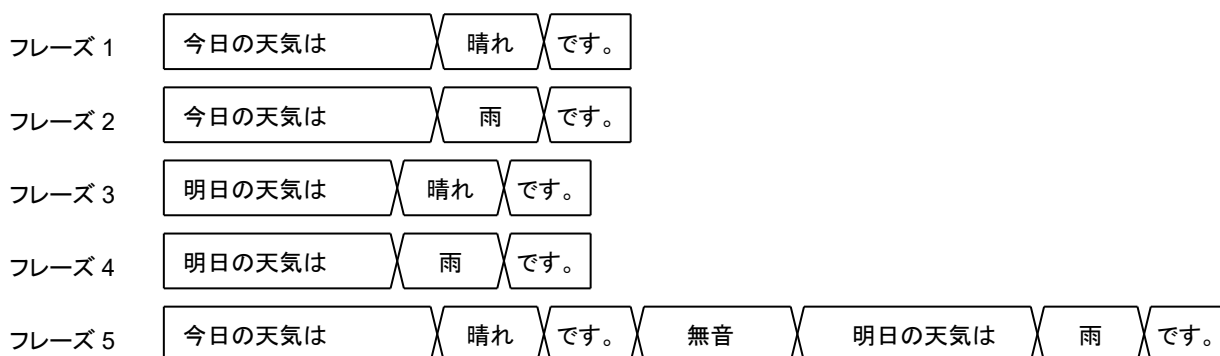 フレーズ 1 今日の天気は 晴れ です。
フレーズ 2 今日の天気は 雨 です。
フレーズ 3 明日の天気は 晴れ です。
フレーズ 4 明日の天気は 雨 です。
フレーズ 5 今日の天気は 晴れ です。 無音 明日の天気は 雨 です。